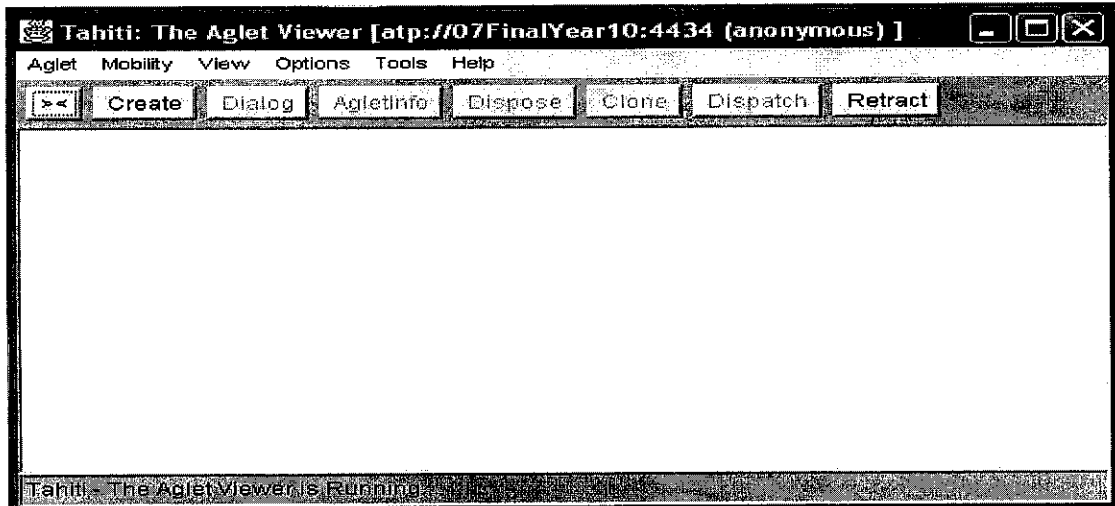 Tahiti: The Aglet Viewer [atp://07FinalYear10:4434 (anonymous) ]
Aglet Mobility View Options Tools Help
>< Create Dialog AgletInfo Dispose Clone Dispatch Retract
Tahiti - The Aglet Viewer is Running